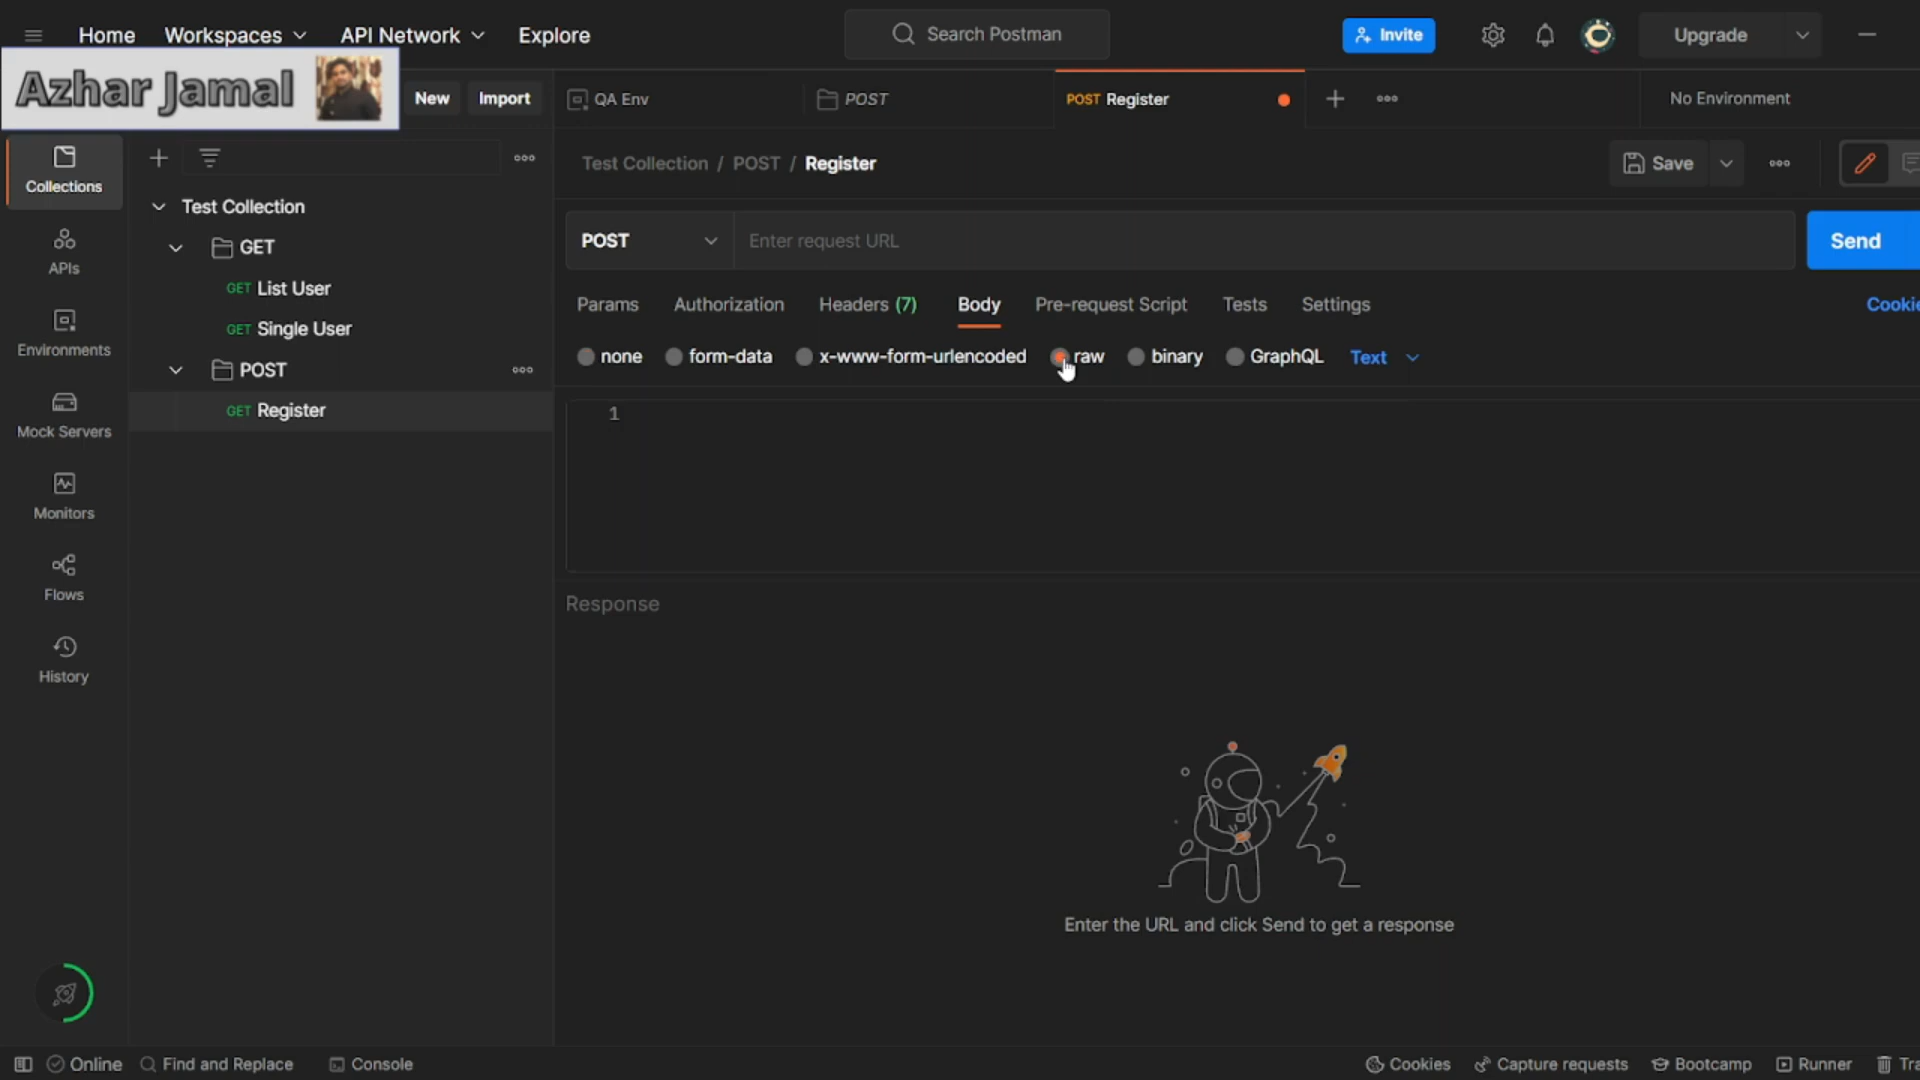 Home Workspaces API Network Explore Search Postman Invite Upgrade
Azhar Jamal
New Import QA Env POST POST Register No Environment
Collections
Test Collection / POST / Register Save
Test Collection
APIs
GET
POST Enter request URL Send
GET List User
Params Authorization Headers (7) Body Pre-request Script Tests Settings Cookie
Environments
GET Single User
none form-data x-www-form-urlencoded raw binary GraphQL Text
POST
Mock Servers
GET Register
1
Monitors
Flows
Response
History
Enter the URL and click Send to get a response
Online Find and Replace Console Cookies Capture requests Bootcamp Runner Tra